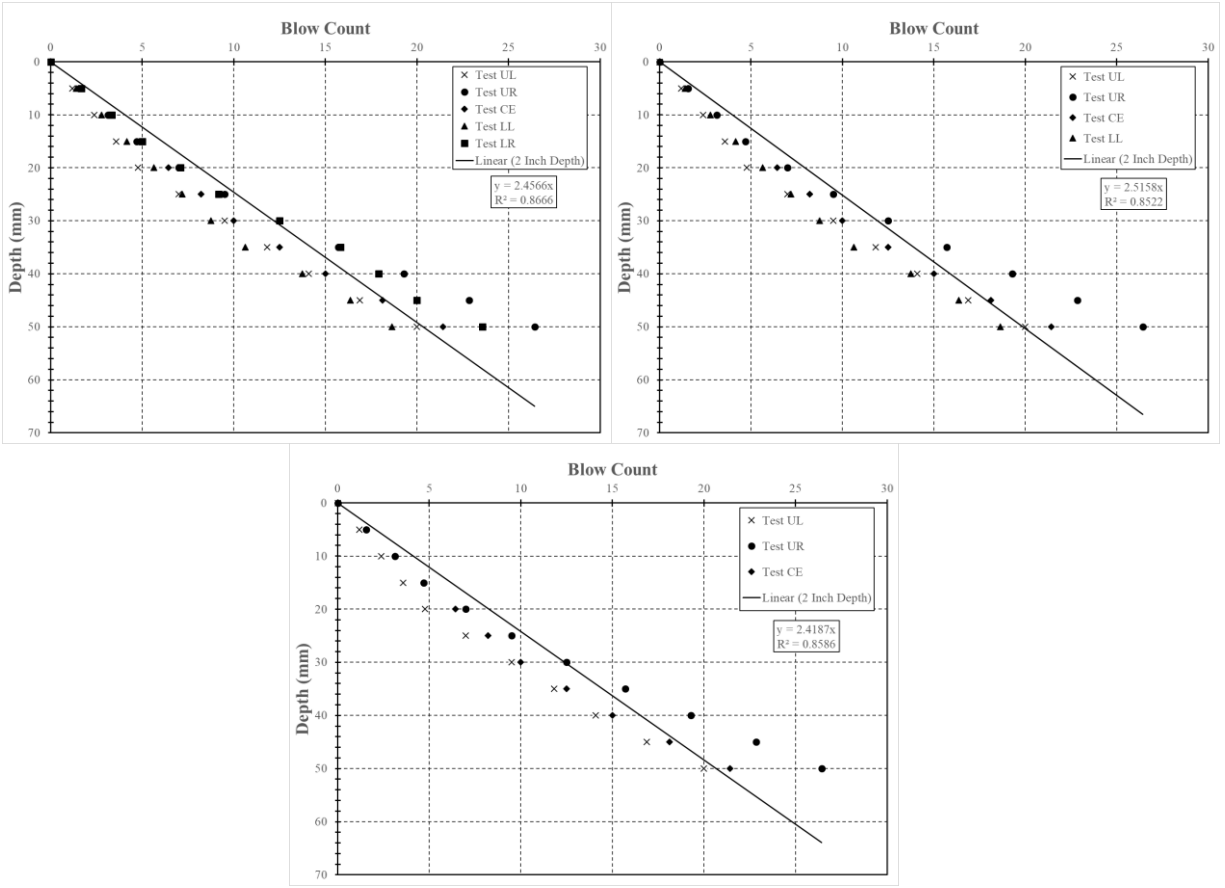 Blow Count
0 5 10 15 20 25 30
0
10
20
30
40
50
60
70
Depth (mm)
Test UL
Test UR
Test CE
Test LL
Test LR
Linear (2 Inch Depth)
y = 2.4566x
R² = 0.8666
Blow Count
0 5 10 15 20 25 30
0
10
20
30
40
50
60
70
Depth (mm)
Test UL
Test UR
Test CE
Test LL
Linear (2 Inch Depth)
y = 2.5158x
R² = 0.8522
Blow Count
0 5 10 15 20 25 30
0
10
20
30
40
50
60
70
Depth (mm)
Test UL
Test UR
Test CE
Linear (2 Inch Depth)
y = 2.4187x
R² = 0.8586